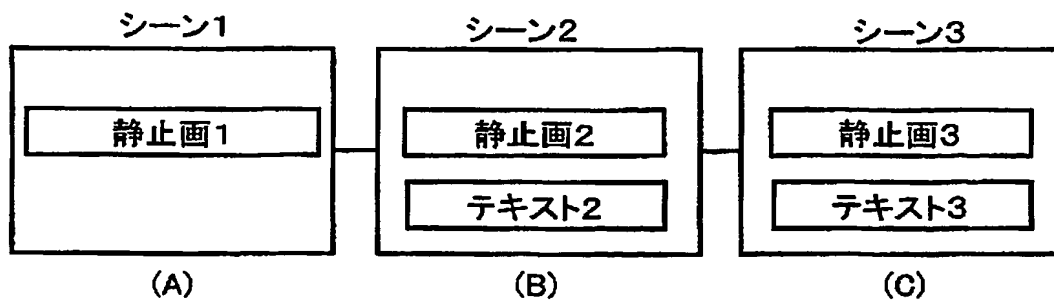 シーン1 シーン2 シーン3
静止画1 静止画2 静止画3
テキスト2 テキスト3
(A) (B) (C)